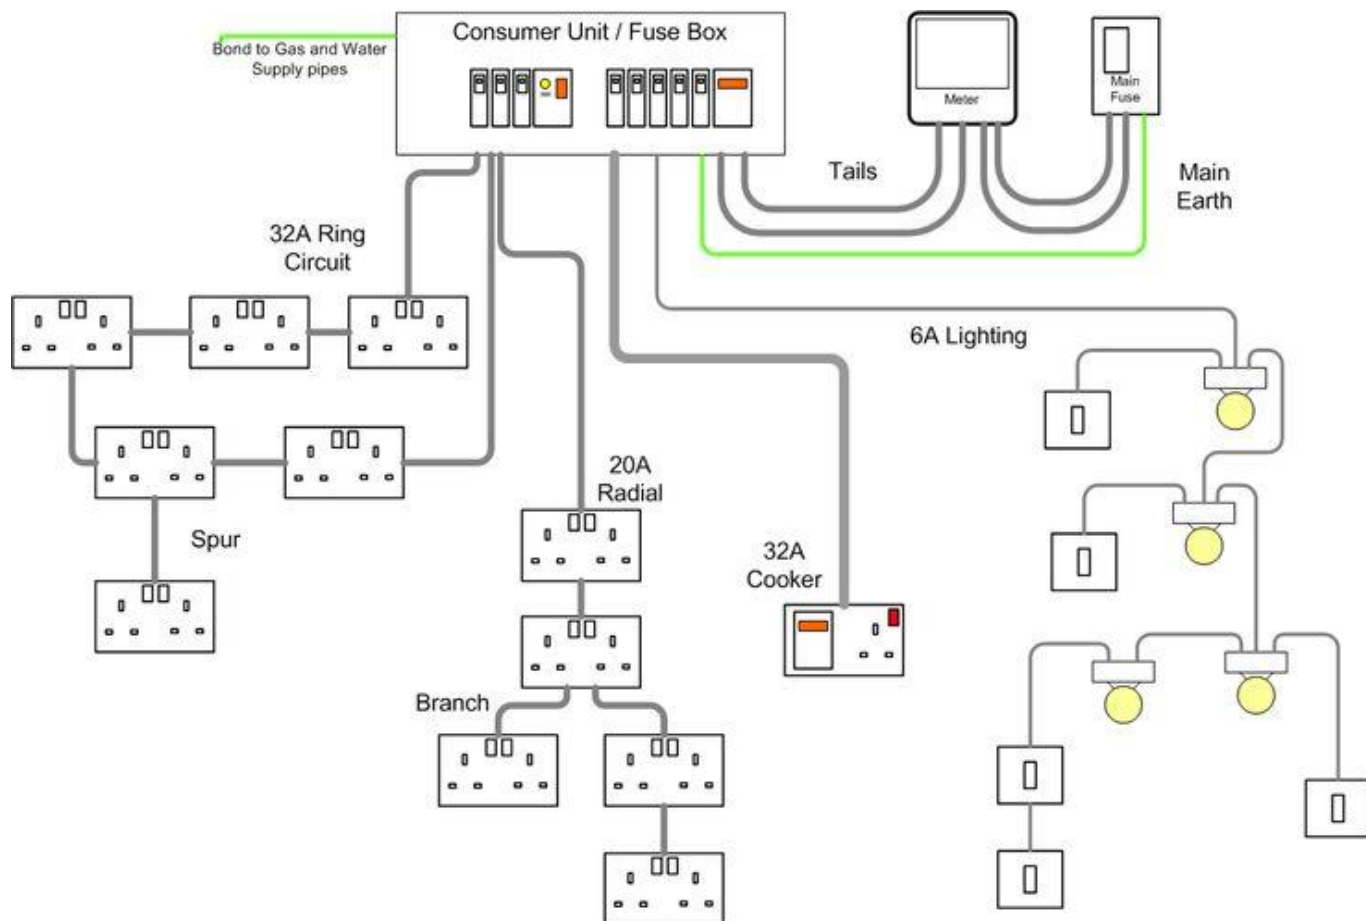 Consumer Unit / Fuse Box
Bond to Gas and Water
Supply pipes
Meter
Main
Fuse
Tails
Main
Earth
32A Ring
Circuit
6A Lighting
20A
Radial
Spur
32A
Cooker
Branch